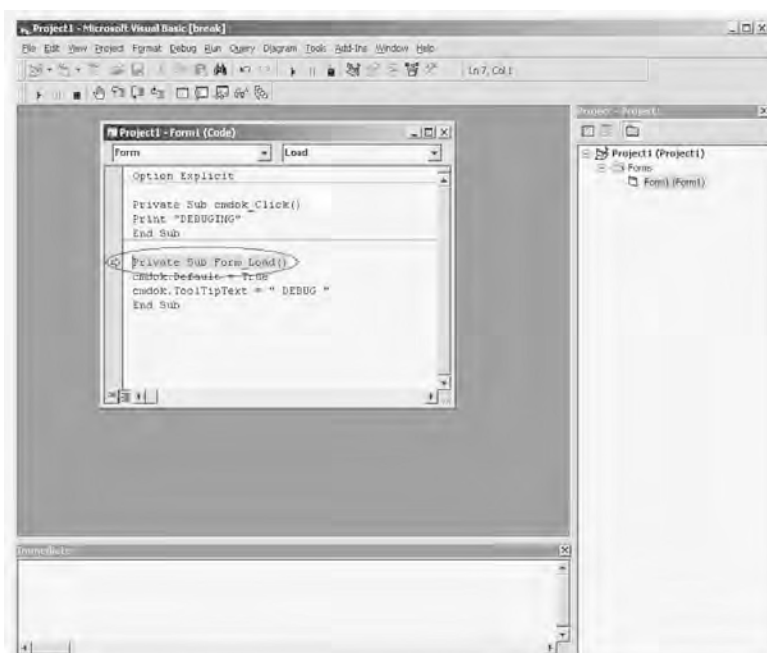 Project1 - Microsoft Visual Basic [break]
File Edit View Project Format Debug Run Query Diagram Tools Add-Ins Window Help
Ln 7, Col 1
Project - Project1
Project1 (Project1)
Forms
Form1 (Form1)
Project1 - Form1 (Code)
Form Load
Option Explicit
Private Sub cmdok_Click()
Print "DEBUGING"
End Sub
Private Sub Form_Load()
cmdok.Default = True
cmdok.ToolTipText = " DEBUG "
End Sub
Immediate